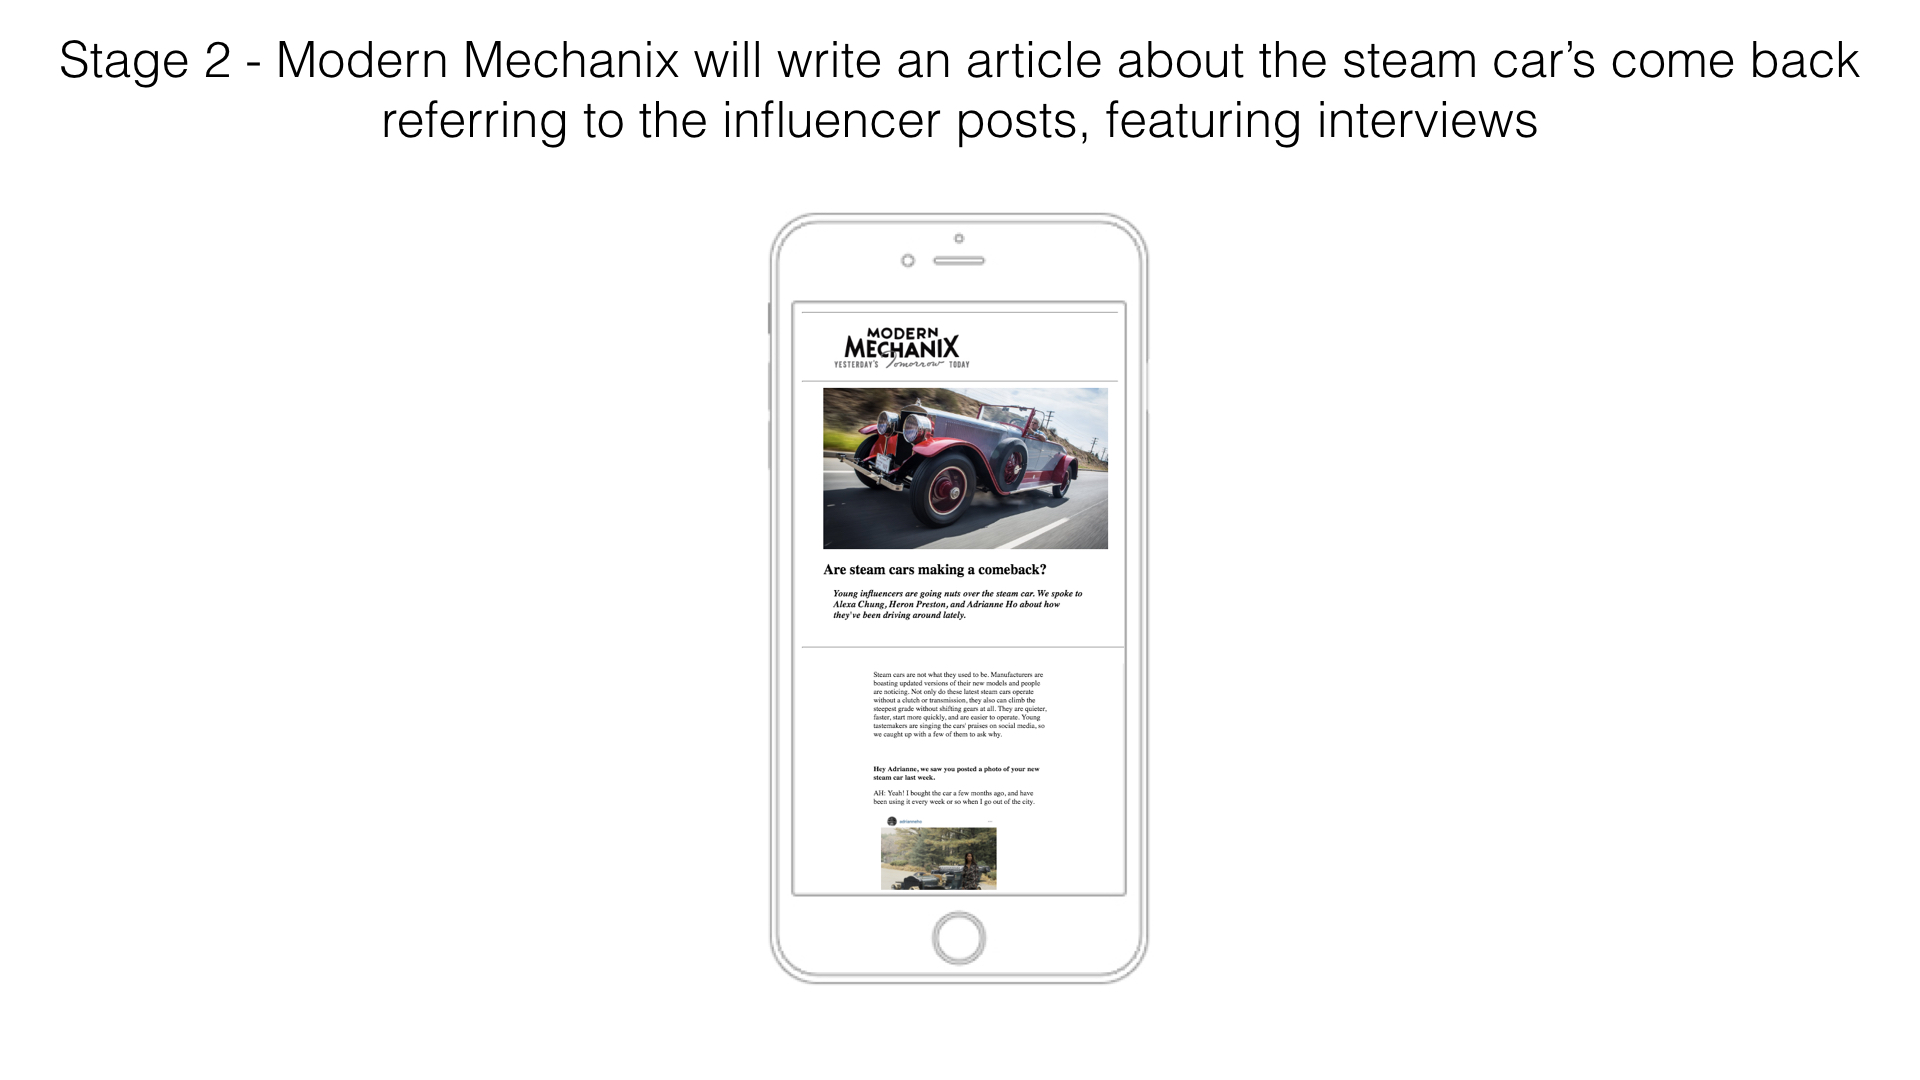 Stage 2 - Modern Mechanix will write an article about the steam car’s come back
referring to the influencer posts, featuring interviews
MODERN
MECHANIX
YESTERDAY'S Tomorrow TODAY
Are steam cars making a comeback?
Young influencers are going nuts over the steam car. We spoke to
Alexa Chung, Heron Preston, and Adrianne Ho about how
they've been driving around lately.
Steam cars are not what they used to be. Manufacturers are
boasting updated versions of their new models and people
are noticing. Not only do these latest steam cars operate
without a clutch or transmission, they also can climb the
steepest grade without shifting gears at all. They are quieter,
faster, start more quickly, and are easier to operate. Young
tastemakers are singing the cars' praises on social media, so
we caught up with a few of them to ask why.
Hey Adrianne, we saw you posted a photo of your new
steam car last week.
AH: Yeah! I bought the car a few months ago, and have
been using it every week or so when I go out of the city.
adrianneho